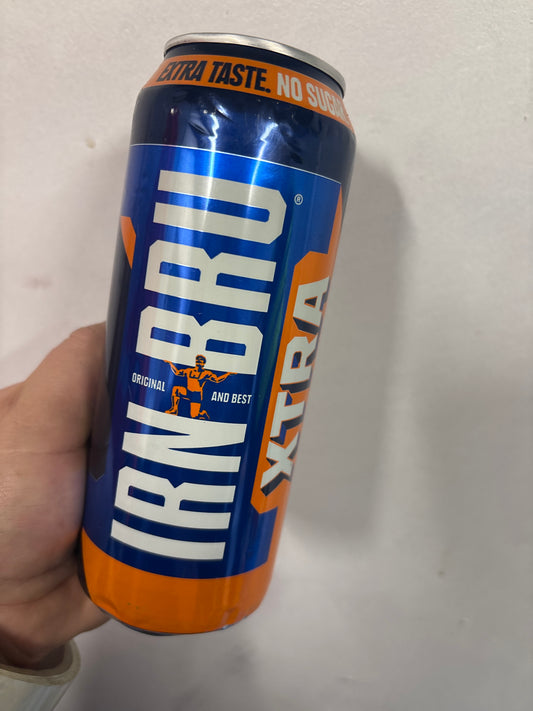 EXTRA TASTE. NO SUGAR
IRN BRU®
ORIGINAL AND BEST
XTRA